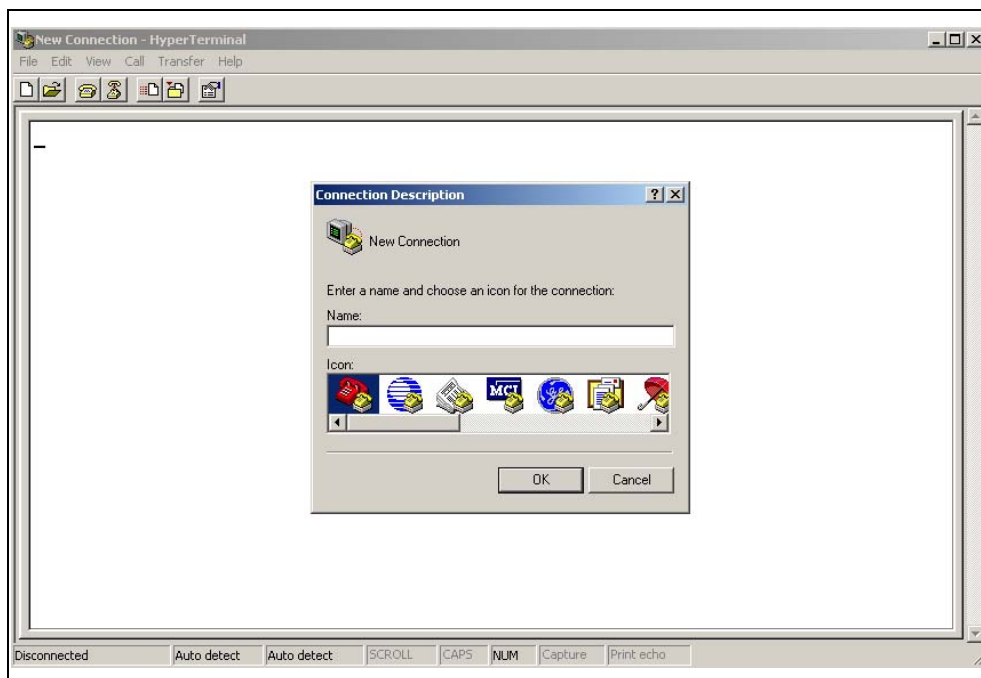 New Connection - HyperTerminal
File Edit View Call Transfer Help
Connection Description
New Connection
Enter a name and choose an icon for the connection:
Name:
Icon:
MCI
OK Cancel
Disconnected Auto detect Auto detect SCROLL CAPS NUM Capture Print echo